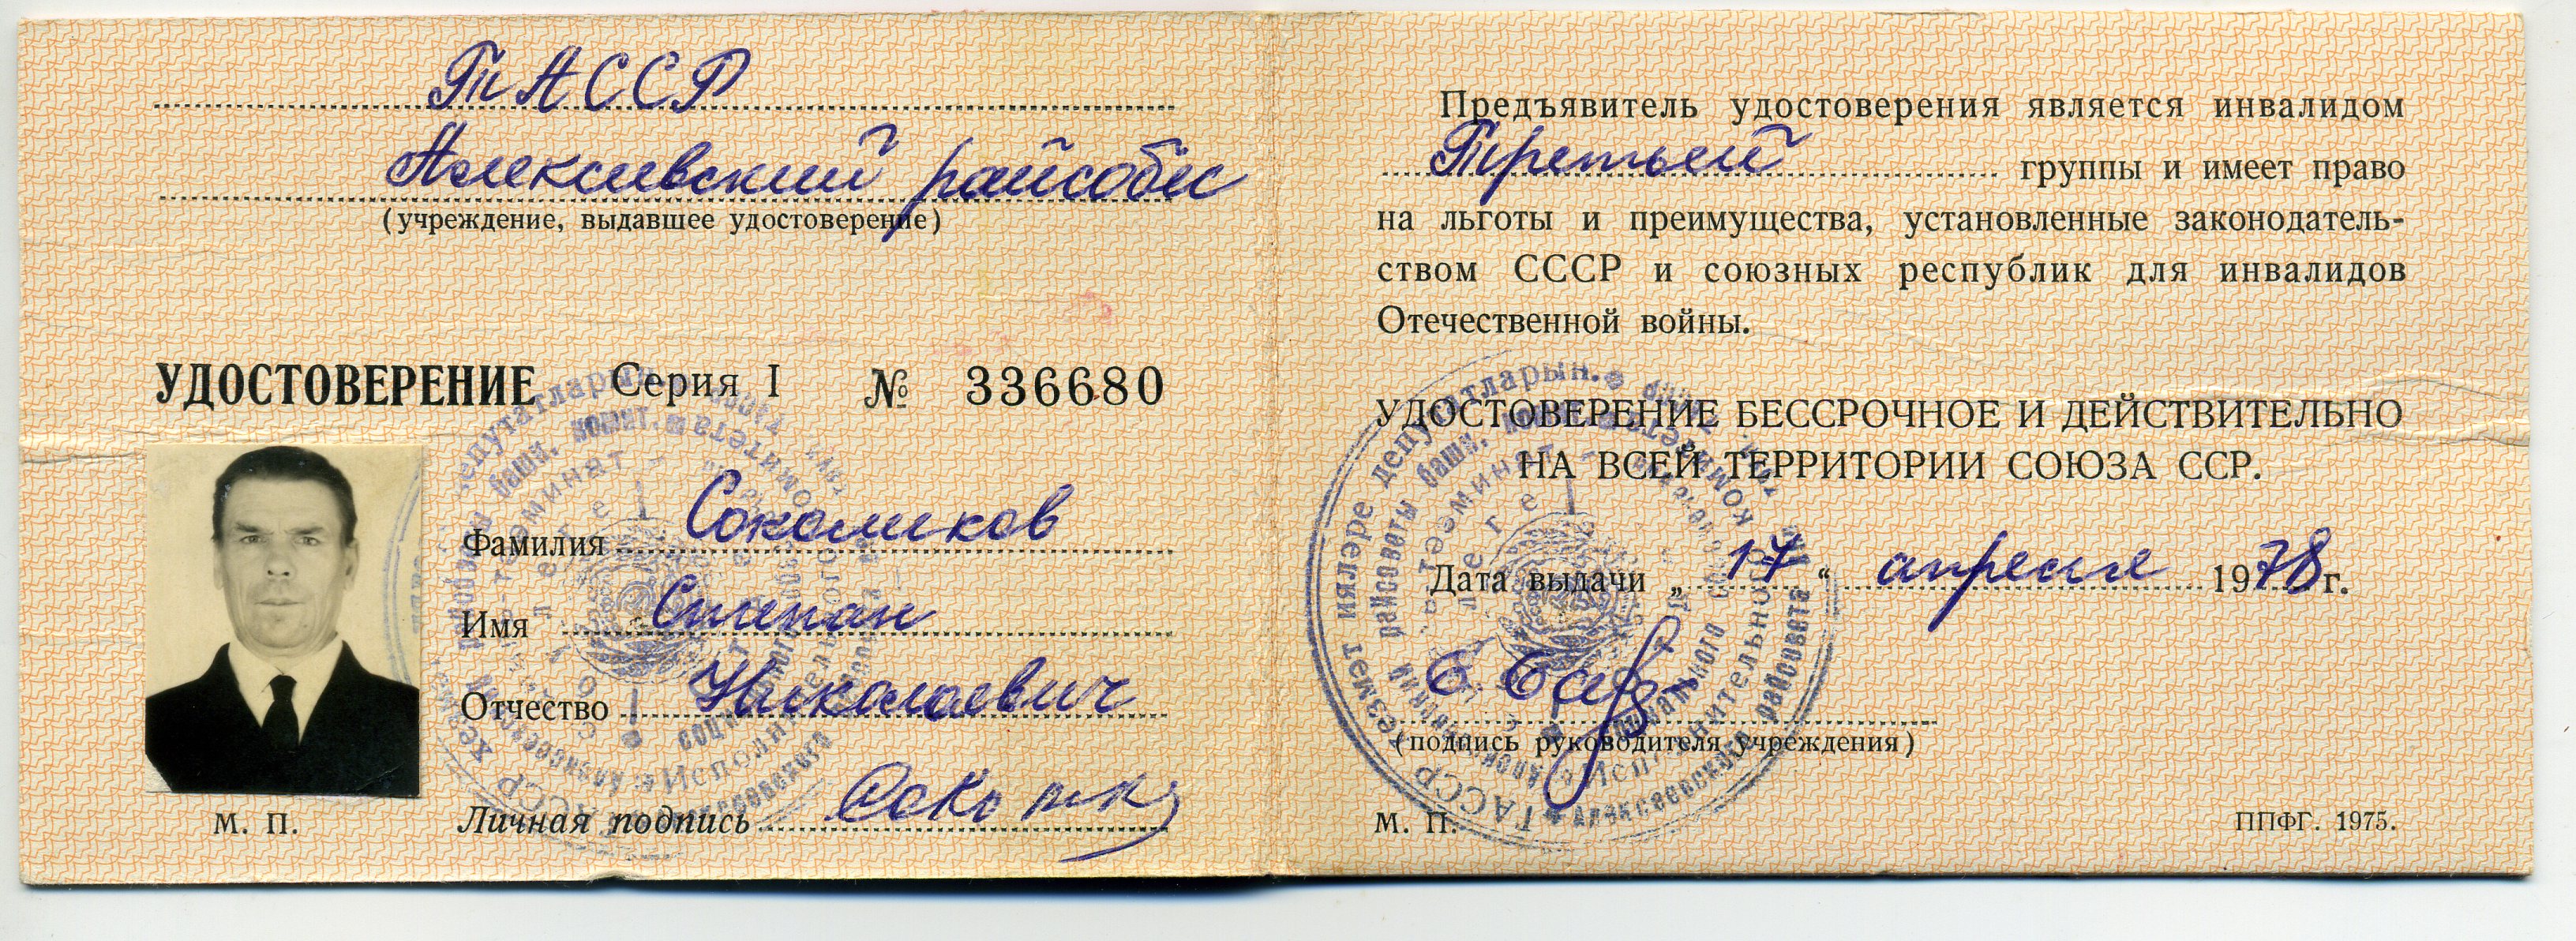 ТАССР
Алексеевский райсобес
(учреждение, выдавшее удостоверение)
УДОСТОВЕРЕНИЕ Серия I № 336680
Фамилия Соколиков
Имя Степан
Отчество Николаевич
М. П. Личная подпись
Предъявитель удостоверения является инвалидом
Третьей группы и имеет право
на льготы и преимущества, установленные законодатель-
ством СССР и союзных республик для инвалидов
Отечественной войны.
УДОСТОВЕРЕНИЕ БЕССРОЧНОЕ И ДЕЙСТВИТЕЛЬНО
НА ВСЕЙ ТЕРРИТОРИИ СОЮЗА ССР.
Дата выдачи „17“ апреля 1978 г.
(подпись руководителя учреждения)
М. П. ППФГ. 1975.